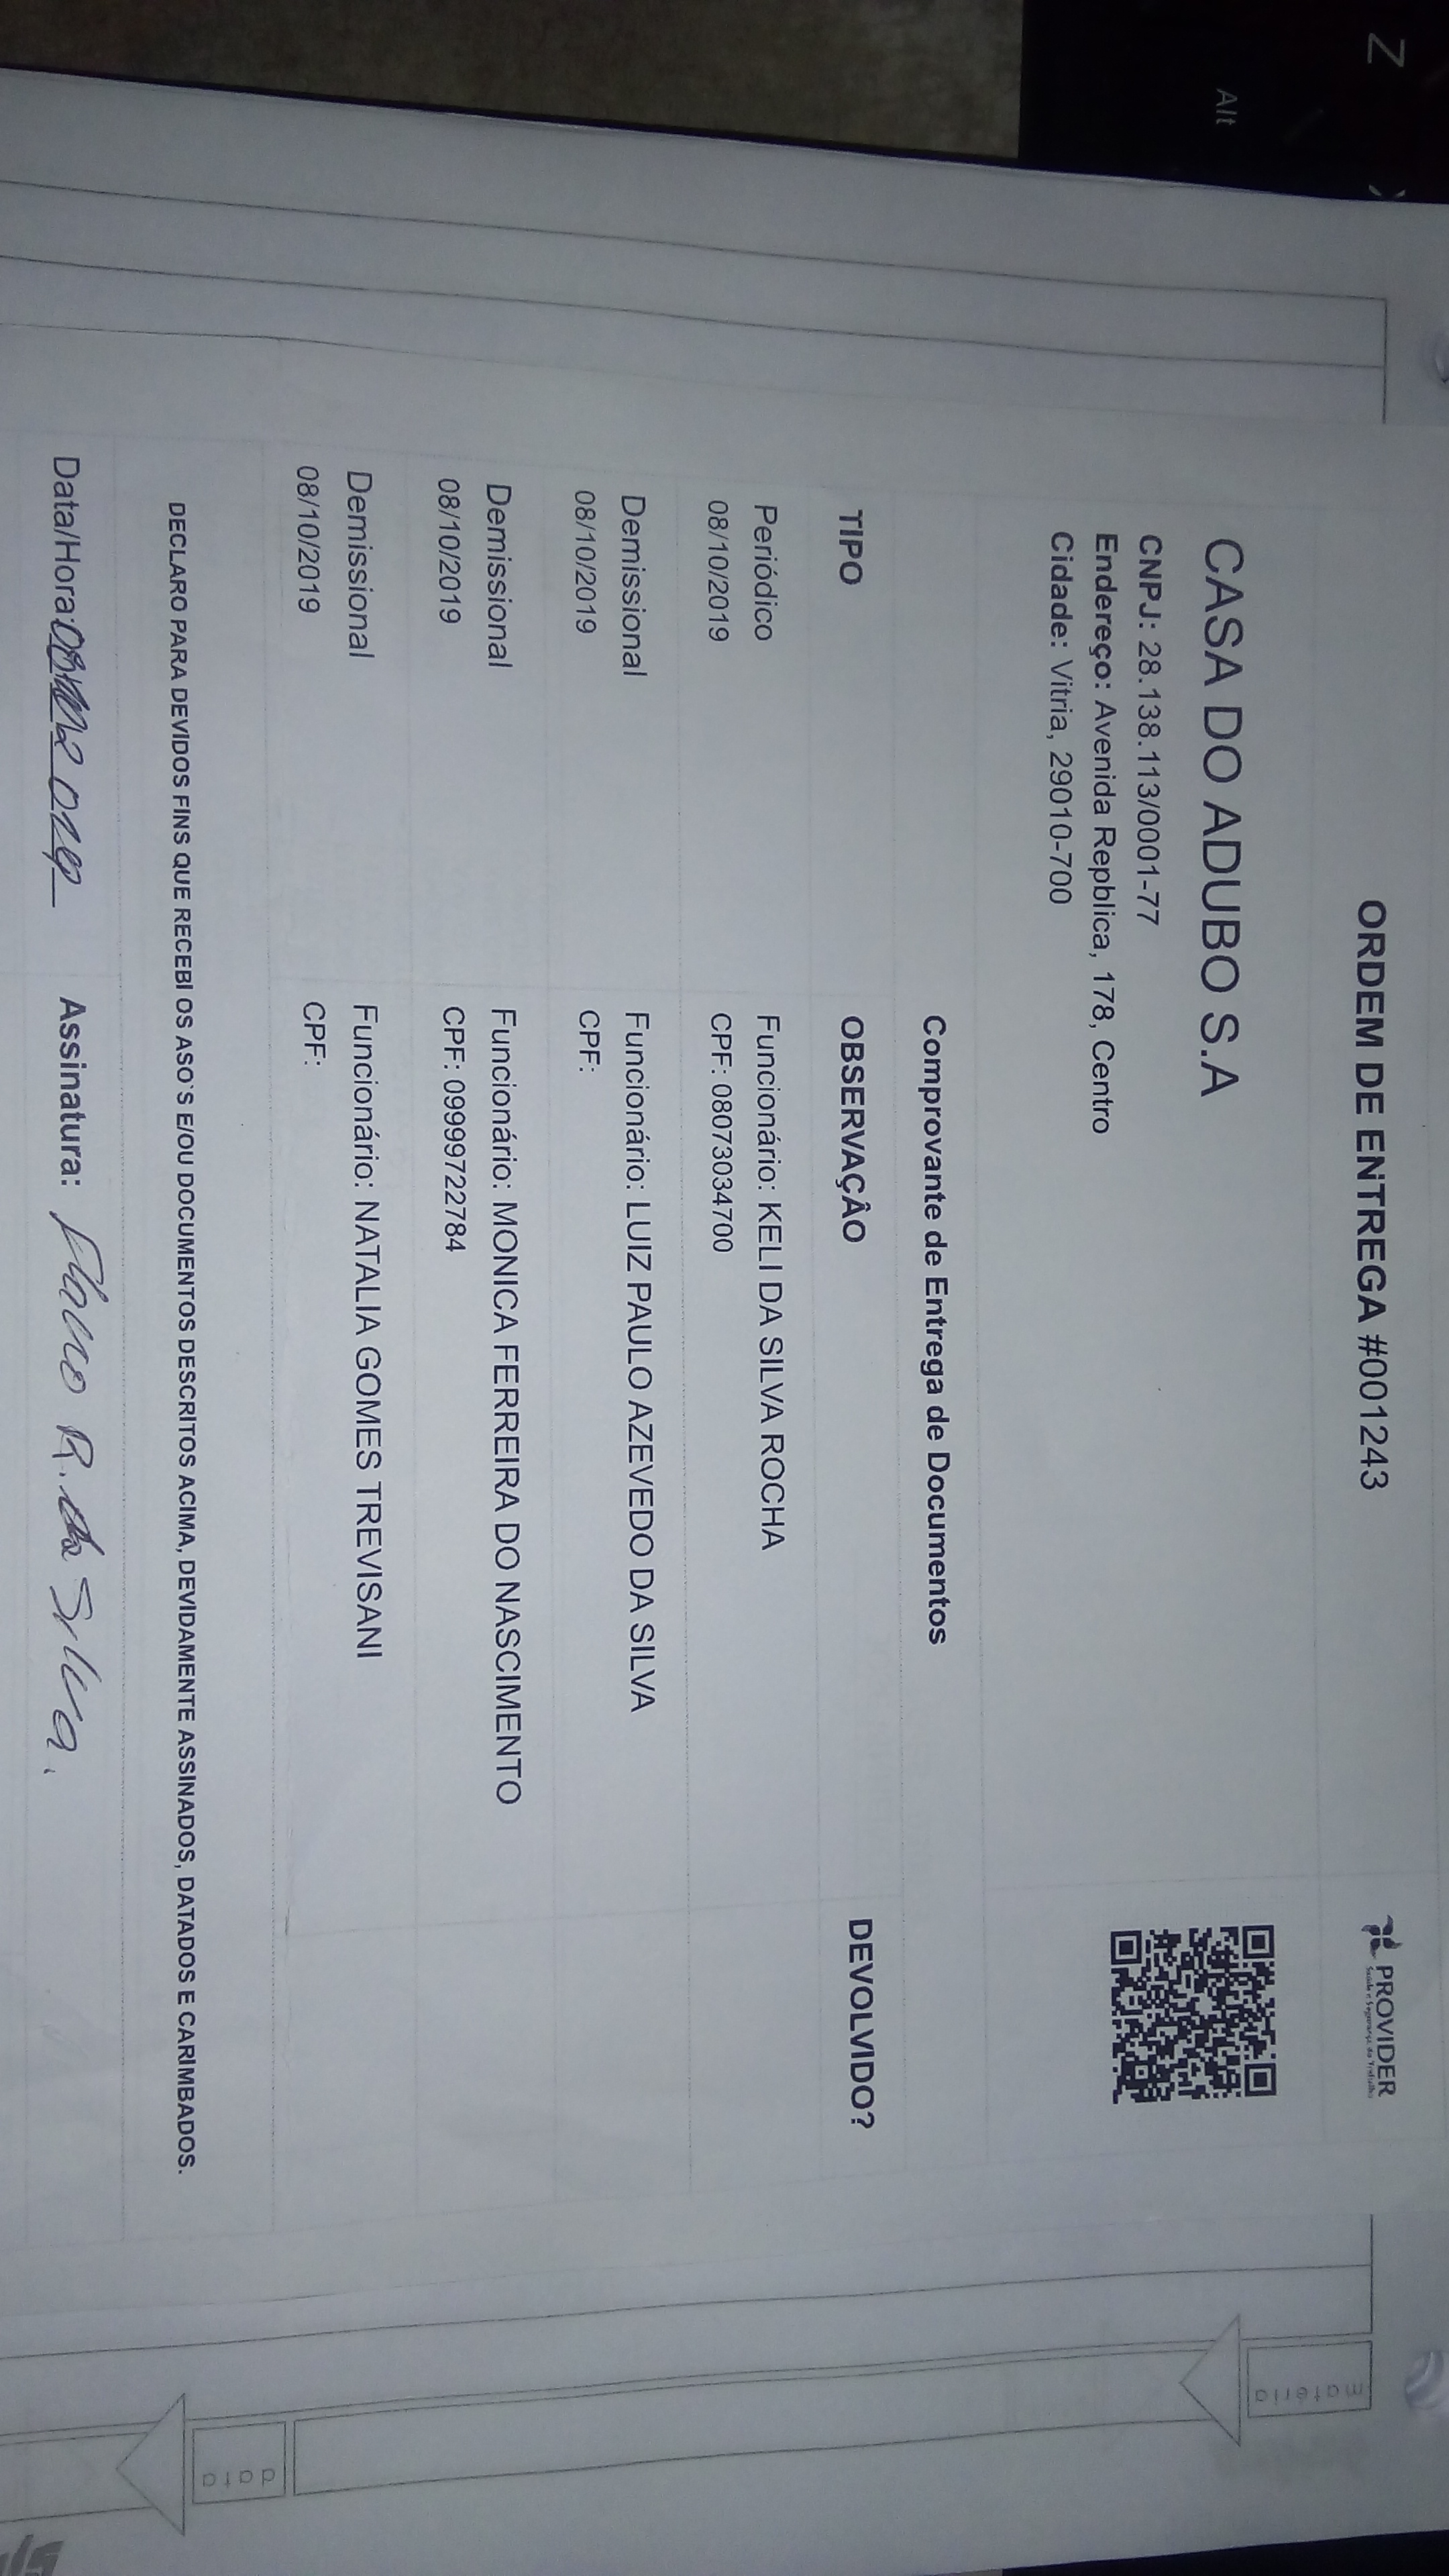 ORDEM DE ENTREGA #001243
PROVIDER
Saúde e Segurança do Trabalho
CASA DO ADUBO S.A
CNPJ: 28.138.113/0001-77
Endereço: Avenida Repblica, 178, Centro
Cidade: Vitria, 29010-700
Comprovante de Entrega de Documentos
TIPO OBSERVAÇÂO DEVOLVIDO?
Periódico Funcionário: KELI DA SILVA ROCHA
08/10/2019 CPF: 08073034700
Demissional Funcionário: LUIZ PAULO AZEVEDO DA SILVA
08/10/2019 CPF:
Demissional Funcionário: MONICA FERREIRA DO NASCIMENTO
08/10/2019 CPF: 09999722784
Demissional Funcionário: NATALIA GOMES TREVISANI
08/10/2019 CPF:
DECLARO PARA DEVIDOS FINS QUE RECEBI OS ASO`S E/OU DOCUMENTOS DESCRITOS ACIMA, DEVIDAMENTE ASSINADOS, DATADOS E CARIMBADOS.
Data/Hora: Assinatura: R. da Silva.
matéria
data
Z
Alt